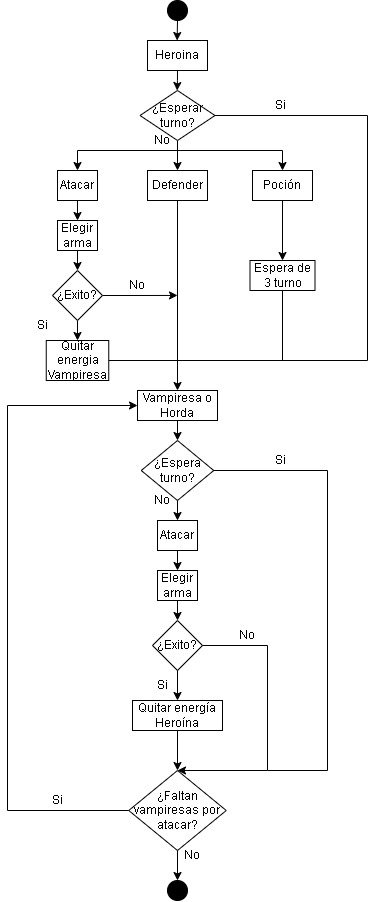 Heroina
¿Esperar
turno?
Si
No
Atacar
Defender
Poción
Elegir
arma
Espera de
3 turno
¿Exito?
No
Si
Quitar
energía
Vampiresa
Vampiresa o
Horda
¿Espera
turno?
Si
No
Atacar
Elegir
arma
¿Exito?
No
Si
Quitar energía
Heroína
¿Faltan
vampiresas por
atacar?
Si
No